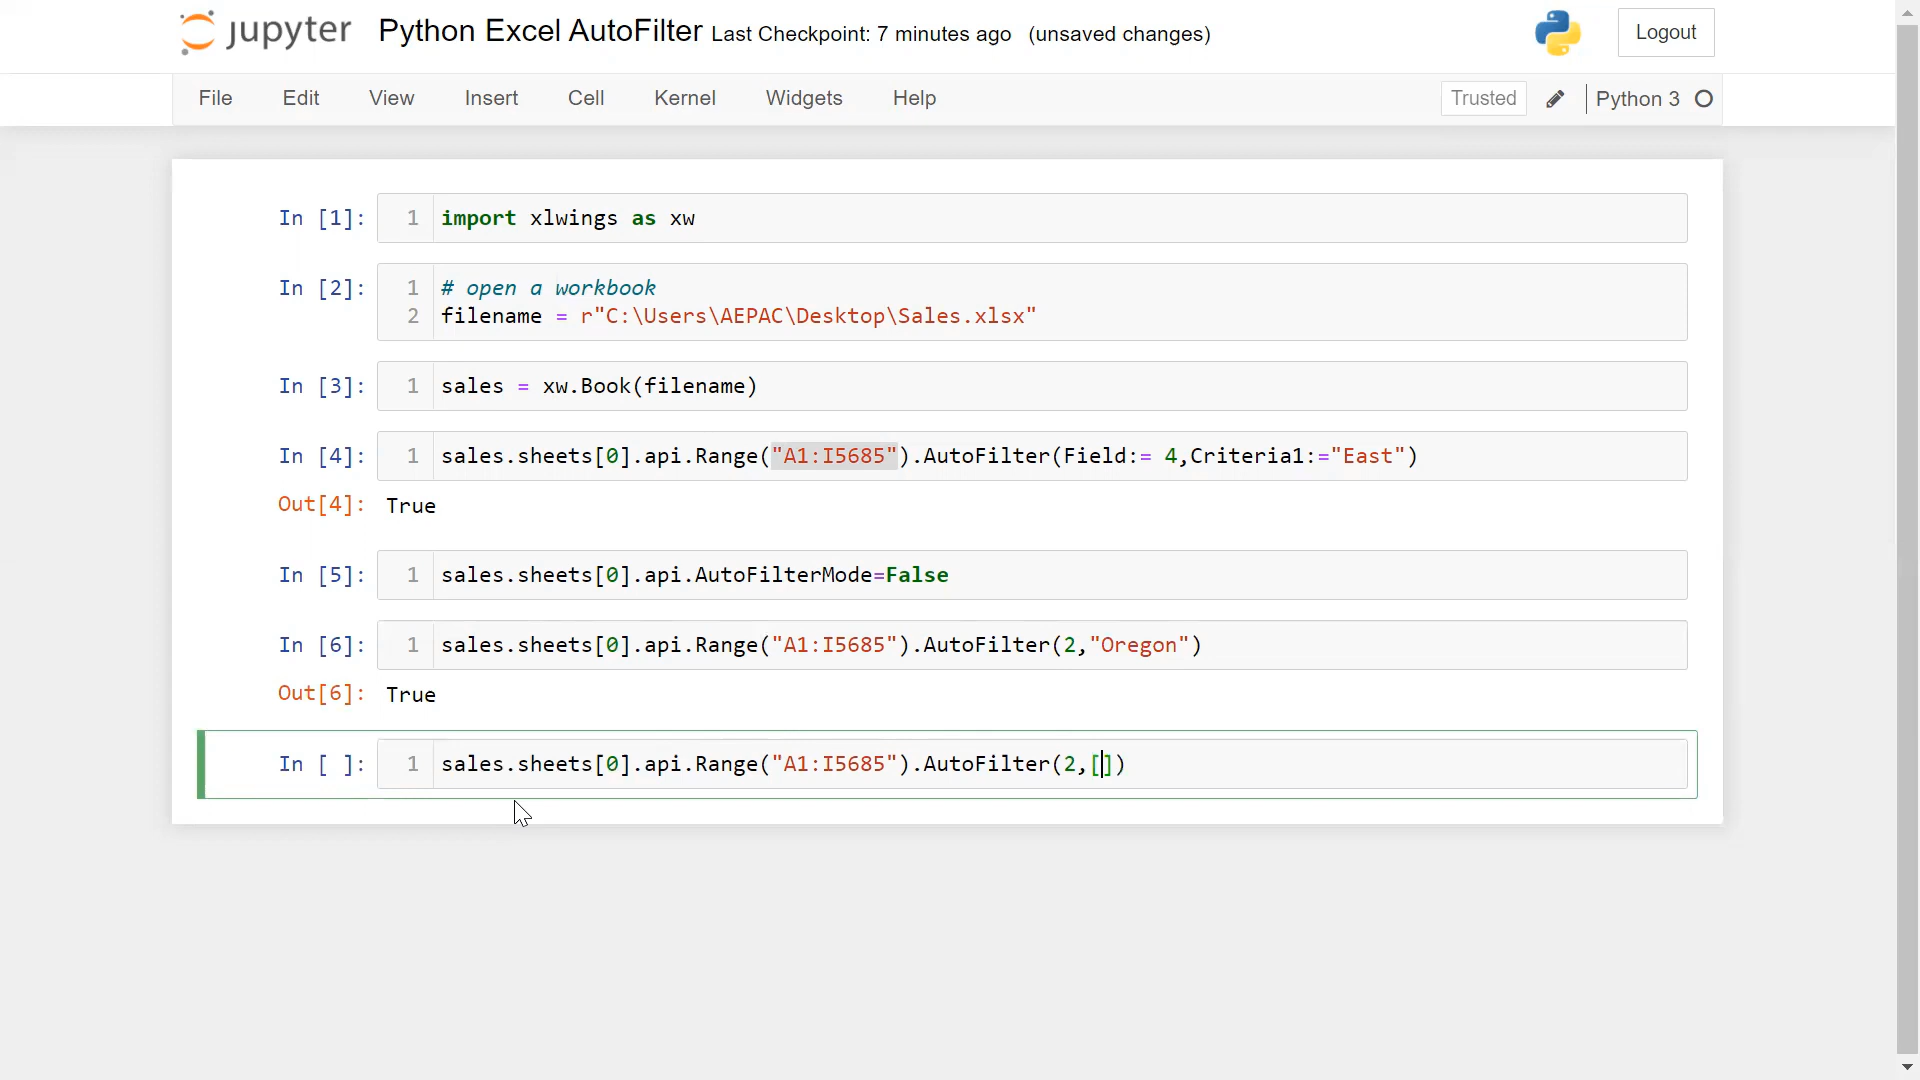 jupyter Python Excel AutoFilter Last Checkpoint: 7 minutes ago (unsaved changes) Logout
File Edit View Insert Cell Kernel Widgets Help Trusted Python 3
In [1]: 1 import xlwings as xw
In [2]: 1 # open a workbook
2 filename = r"C:\Users\AEPAC\Desktop\Sales.xlsx"
In [3]: 1 sales = xw.Book(filename)
In [4]: 1 sales.sheets[0].api.Range("A1:I5685").AutoFilter(Field:= 4,Criteria1:="East")
Out[4]: True
In [5]: 1 sales.sheets[0].api.AutoFilterMode=False
In [6]: 1 sales.sheets[0].api.Range("A1:I5685").AutoFilter(2,"Oregon")
Out[6]: True
In [ ]: 1 sales.sheets[0].api.Range("A1:I5685").AutoFilter(2,[])